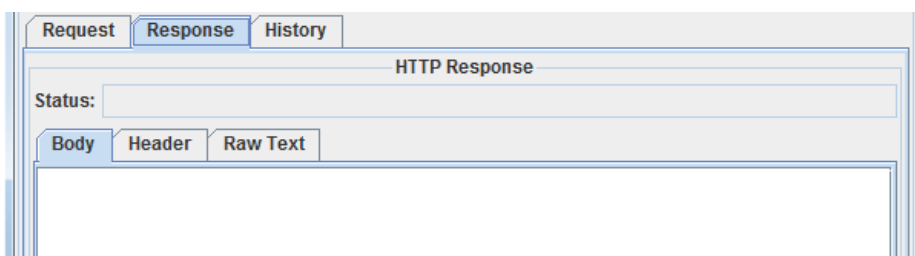 Request Response History
HTTP Response
Status:
Body Header Raw Text